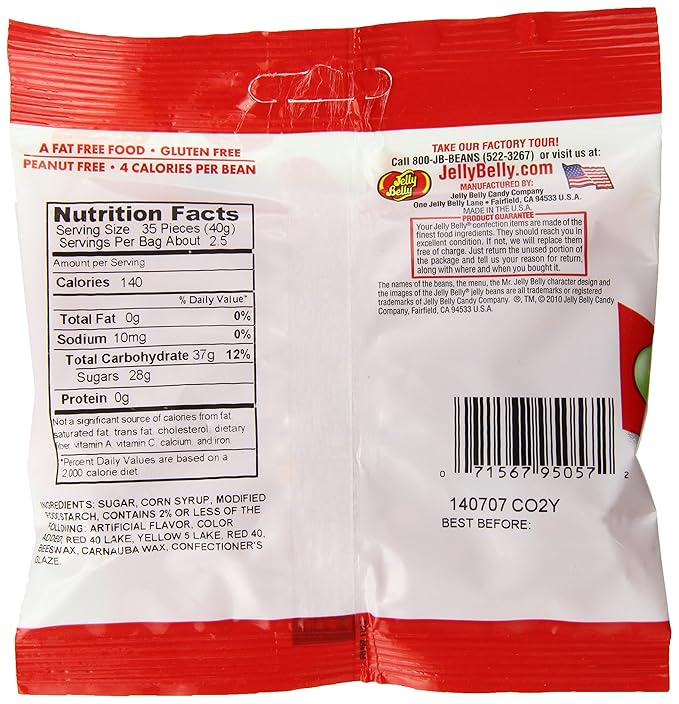 A FAT FREE FOOD • GLUTEN FREE
PEANUT FREE • 4 CALORIES PER BEAN
Nutrition Facts
Serving Size 35 Pieces (40g)
Servings Per Bag About 2.5
Amount per Serving
Calories 140
% Daily Value*
Total Fat 0g 0%
Sodium 10mg 0%
Total Carbohydrate 37g 12%
Sugars 28g
Protein 0g
Not a significant source of calories from fat,
saturated fat, trans fat, cholesterol, dietary
fiber, vitamin A, vitamin C, calcium, and iron.
*Percent Daily Values are based on a
2,000 calorie diet.
INGREDIENTS: SUGAR, CORN SYRUP, MODIFIED
FOOD STARCH, CONTAINS 2% OR LESS OF THE
FOLLOWING: ARTIFICIAL FLAVOR, COLOR
ADDED, RED 40 LAKE, YELLOW 5 LAKE, RED 40,
BEESWAX, CARNAUBA WAX, CONFECTIONER'S
GLAZE.
TAKE OUR FACTORY TOUR!
Call 800-JB-BEANS (522-3267) or visit us at:
JellyBelly.com
Jelly
Belly
MANUFACTURED BY:
Jelly Belly Candy Company
One Jelly Belly Lane • Fairfield, CA 94533 U.S.A.
MADE IN THE U.S.A.
PRODUCT GUARANTEE
Your Jelly Belly® confection items are made of the
finest food ingredients. They should reach you in
excellent condition. If not, we will replace them
free of charge. Just return the unused portion of
the package and tell us your reason for return,
along with where and when you bought it.
The names of the beans, the menu, the Mr. Jelly Belly character design and
the images of the Jelly Belly® jelly beans are all trademarks or registered
trademarks of Jelly Belly Candy Company. ®, TM, © 2010 Jelly Belly Candy
Company, Fairfield, CA 94533 U.S.A.
0 71567 95057 2
140707 CO2Y
BEST BEFORE: